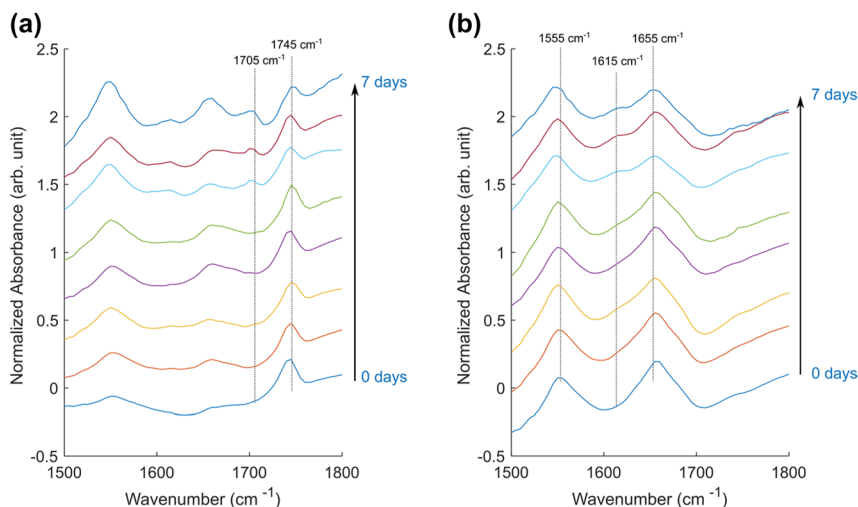 (a)
1745 cm-1
1705 cm-1
2.5
2
1.5
1
0.5
0
-0.5
Normalized Absorbance (arb. unit)
7 days
0 days
1500 1600 1700 1800
Wavenumber (cm -1)
(b)
1555 cm-1 1655 cm-1
1615 cm-1
2.5
2
1.5
1
0.5
0
-0.5
Normalized Absorbance (arb. unit)
7 days
0 days
1500 1600 1700 1800
Wavenumber (cm -1)